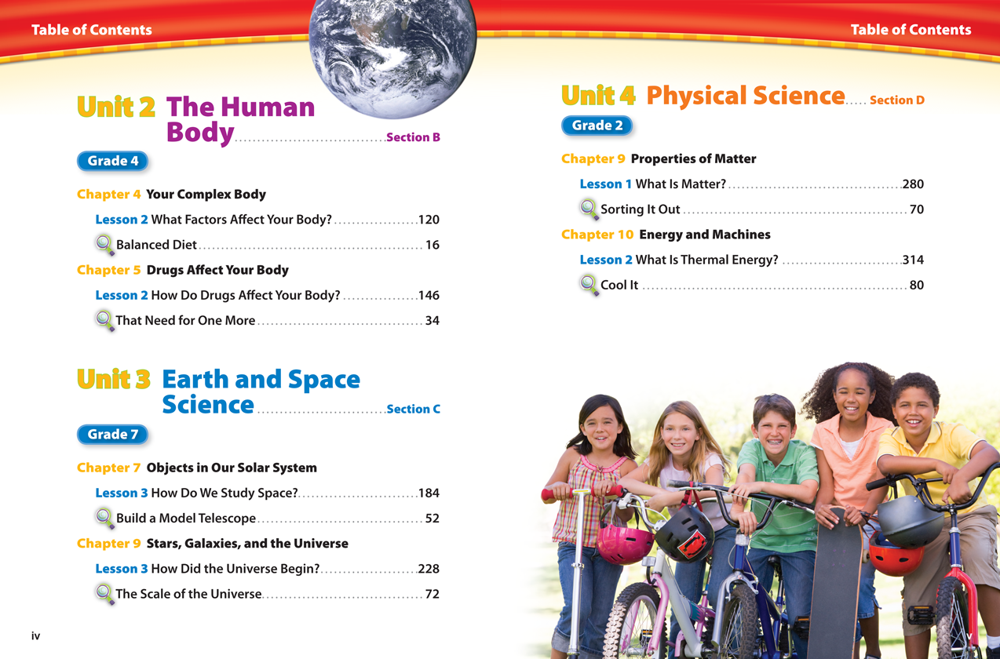 Table of Contents
Unit 2 The Human
Body................................Section B
Grade 4
Chapter 4 Your Complex Body
Lesson 2 What Factors Affect Your Body?...................120
Balanced Diet.................................................16
Chapter 5 Drugs Affect Your Body
Lesson 2 How Do Drugs Affect Your Body?.................146
That Need for One More.....................................34
Unit 3 Earth and Space
Science.............................Section C
Grade 7
Chapter 7 Objects in Our Solar System
Lesson 3 How Do We Study Space?...........................184
Build a Model Telescope.....................................52
Chapter 9 Stars, Galaxies, and the Universe
Lesson 3 How Did the Universe Begin?......................228
The Scale of the Universe....................................72
iv
Table of Contents
Unit 4 Physical Science..... Section D
Grade 2
Chapter 9 Properties of Matter
Lesson 1 What Is Matter?.......................................280
Sorting It Out..................................................70
Chapter 10 Energy and Machines
Lesson 2 What Is Thermal Energy?...........................314
Cool It...........................................................80
v